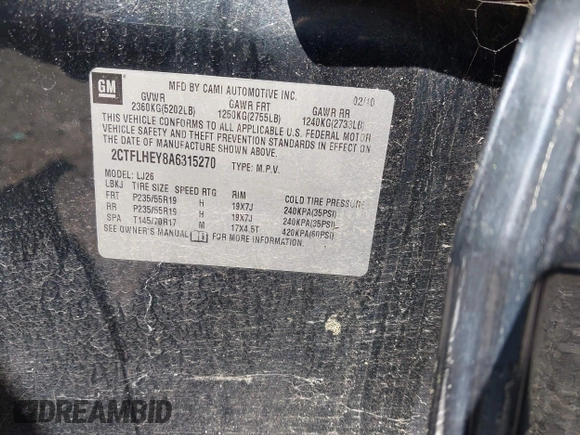 GM
MFD BY CAMI AUTOMOTIVE INC. 02/10
GVWR GAWR FRT GAWR RR
2360KG(5202LB) 1250KG(2755LB) 1240KG(2733LB)
THIS VEHICLE CONFORMS TO ALL APPLICABLE U.S. FEDERAL MOTOR
VEHICLE SAFETY AND THEFT PREVENTION STANDARDS IN EFFECT ON
THE DATE OF MANUFACTURE SHOWN ABOVE.
2CTFLHEY8A6315270 TYPE: M.P.V.
MODEL: LJ26
LBKJ TIRE SIZE SPEED RTG RIM COLD TIRE PRESSURE
FRT P235/55R19 H 19X7J 240KPA(35PSI)
RR P235/55R19 H 19X7J 240KPA(35PSI)
SPA T145/70R17 M 17X4.5T 420KPA(60PSI)
SEE OWNER'S MANUAL FOR MORE INFORMATION.
DREAMBID